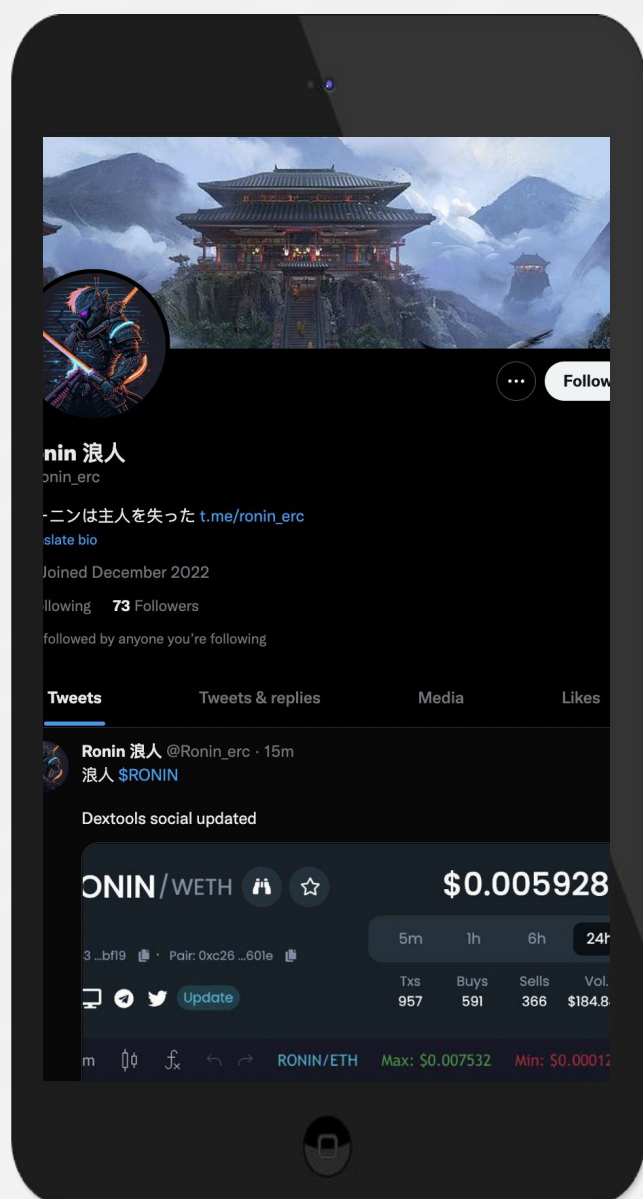 Follow
nin 浪人
onin_erc
ーニンは主人を失った t.me/ronin_erc
slate bio
Joined December 2022
llowing 73 Followers
followed by anyone you’re following
Tweets Tweets & replies Media Likes
Ronin 浪人 @Ronin_erc · 15m
浪人 $RONIN
Dextools social updated
ONIN/WETH $0.005928
5m 1h 6h 24h
3 ...bf19 · Pair: 0xc26 ...601e
Txs Buys Sells Vol.
957 591 366 $184.8
Update
m fx RONIN/ETH Max: $0.007532 Min: $0.00012